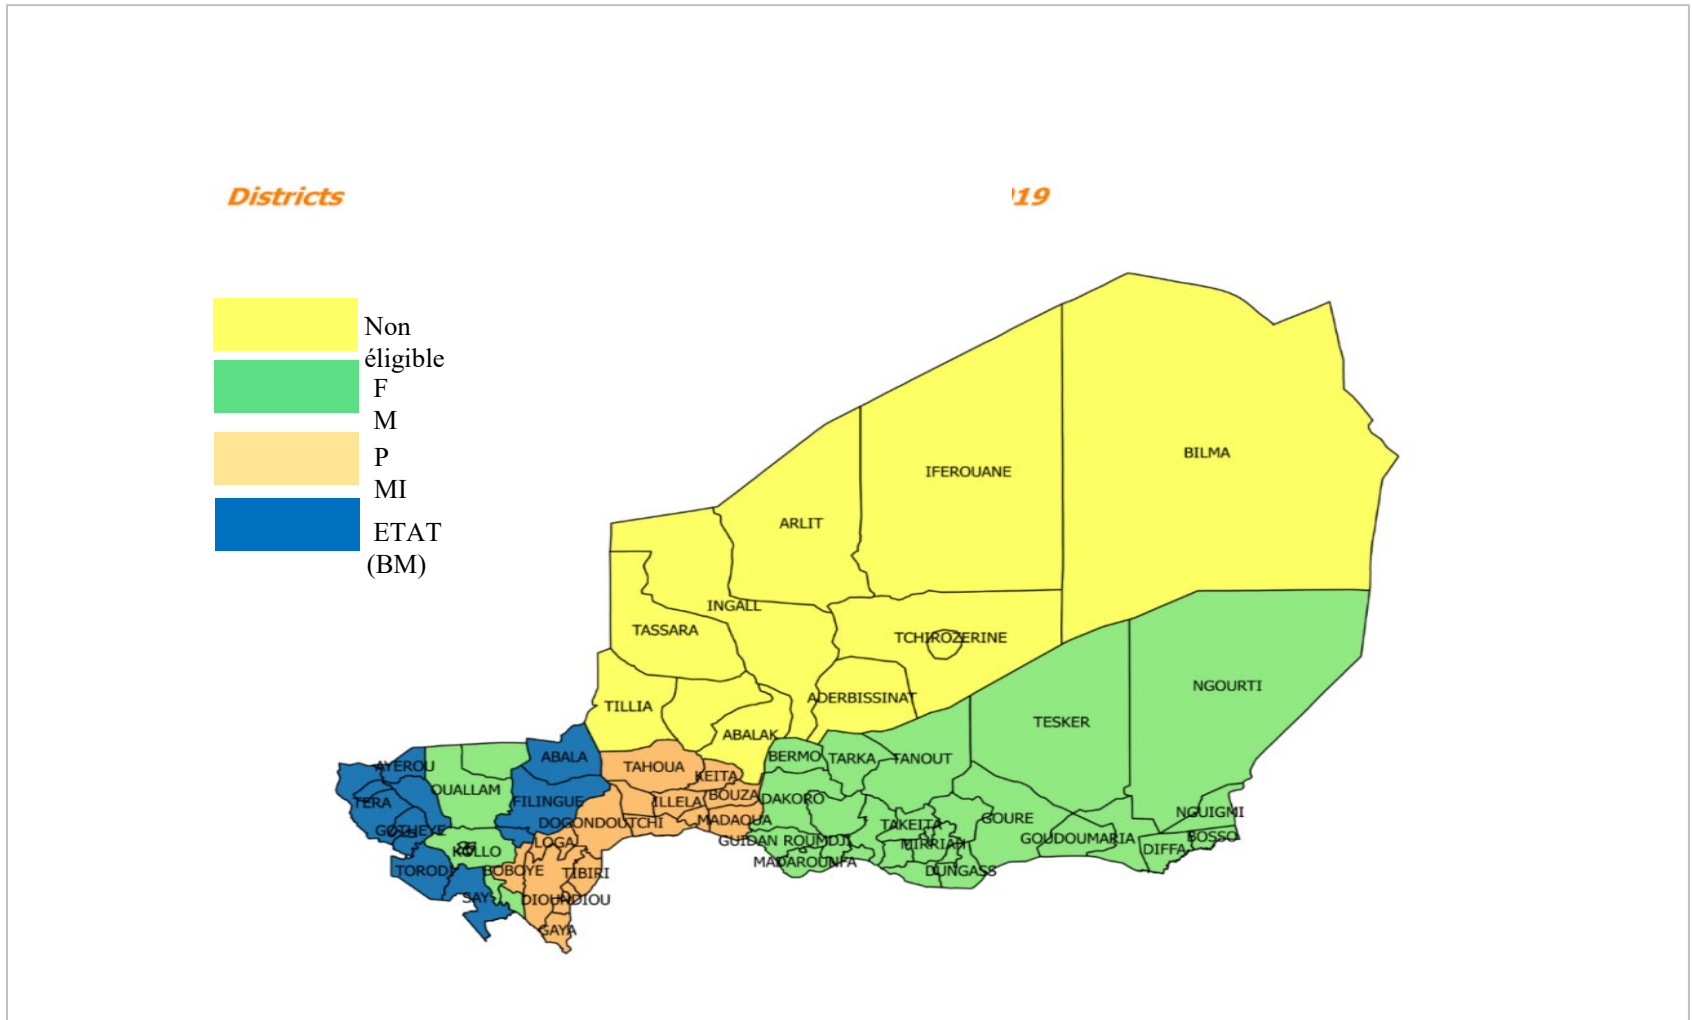 Districts
'19
Non
éligible
F
M
P
MI
ETAT
(BM)
BILMA
IFEROUANE
ARLIT
INGALL
TASSARA
TCHIROZERINE
NGOURTI
ADERBISSINAT
TILLIA
TESKER
ABALAK
ABALA
BERMO
TARKA
TANOUT
AYEROU
TAHOUA
KEITA
OUALLAM
BOUZA
DAKORO
TERA
FILINGUE
ILLELA
NGUIGMI
DOGONDOUTCHI
MADAOUA
GOURE
TAKEITA
GOTHEYE
BOSSO
LOGA
GUIDAN ROUMDJI
MIRRIAH
GOUDOUMARIA
KOLLO
DIFFA
MADAROUNFA
TORODI
BOBOYE
TIBIRI
DUNGASS
SAY
DIOUNDIOU
GAYA